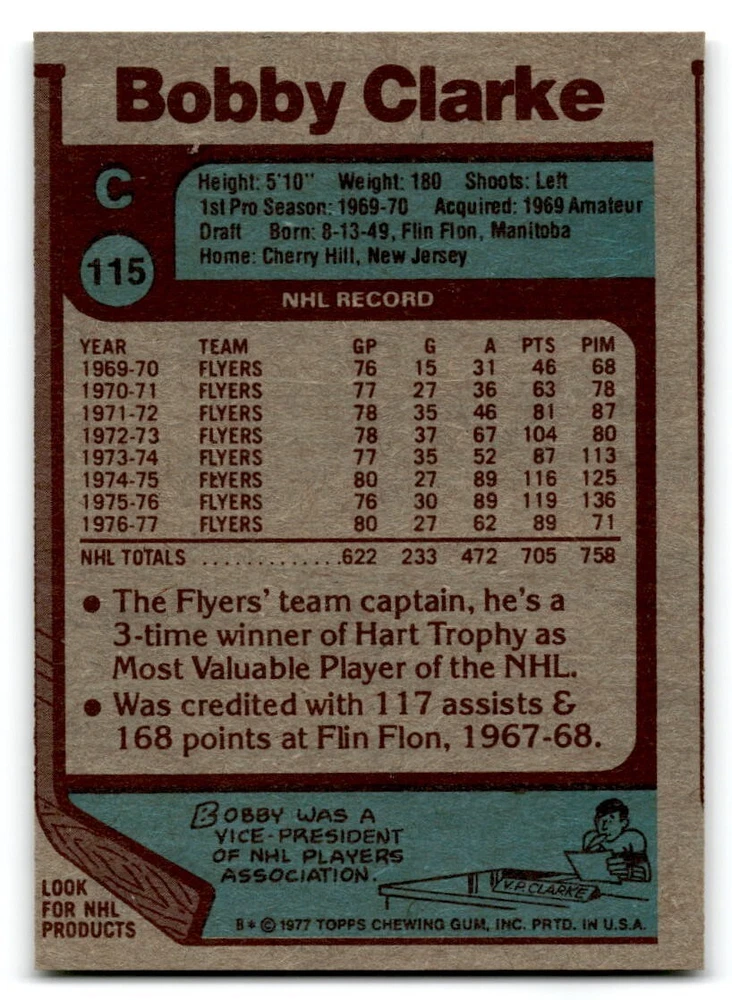 Bobby Clarke
C
115
Height: 5'10" Weight: 180 Shoots: Left
1st Pro Season: 1969-70 Acquired: 1969 Amateur
Draft Born: 8-13-49, Flin Flon, Manitoba
Home: Cherry Hill, New Jersey
NHL RECORD
YEAR TEAM GP G A PTS PIM
1969-70 FLYERS 76 15 31 46 68
1970-71 FLYERS 77 27 36 63 78
1971-72 FLYERS 78 35 46 81 87
1972-73 FLYERS 78 37 67 104 80
1973-74 FLYERS 77 35 52 87 113
1974-75 FLYERS 80 27 89 116 125
1975-76 FLYERS 76 30 89 119 136
1976-77 FLYERS 80 27 62 89 71
NHL TOTALS .............622 233 472 705 758
• The Flyers' team captain, he's a
3-time winner of Hart Trophy as
Most Valuable Player of the NHL.
• Was credited with 117 assists &
168 points at Flin Flon, 1967-68.
BOBBY WAS A
VICE-PRESIDENT
OF NHL PLAYERS
ASSOCIATION.
V.P. CLARKE
LOOK
FOR NHL
PRODUCTS
B* © 1977 TOPPS CHEWING GUM, INC. PRTD. IN U.S.A.